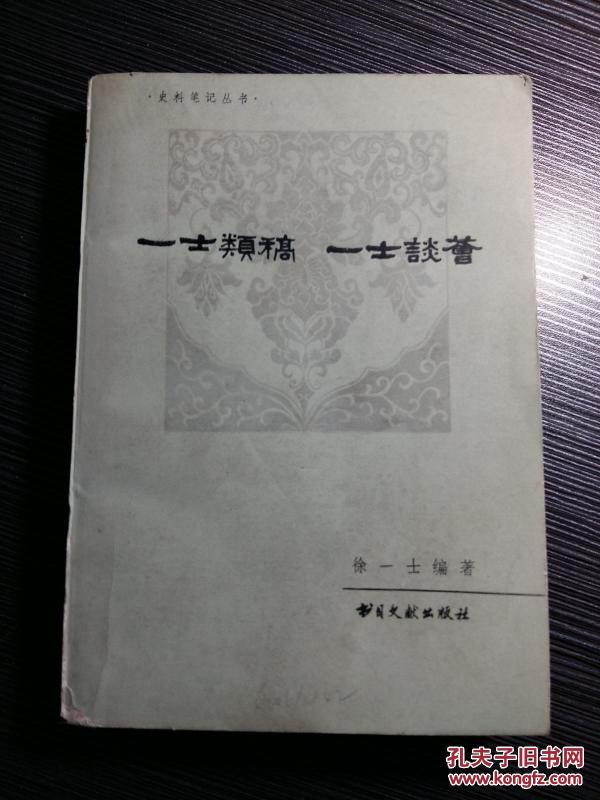 ·史料笔记丛书·
一士類稿 一士談薈
徐一士编著
书目文献出版社
孔夫子旧书网
www.kongfz.com